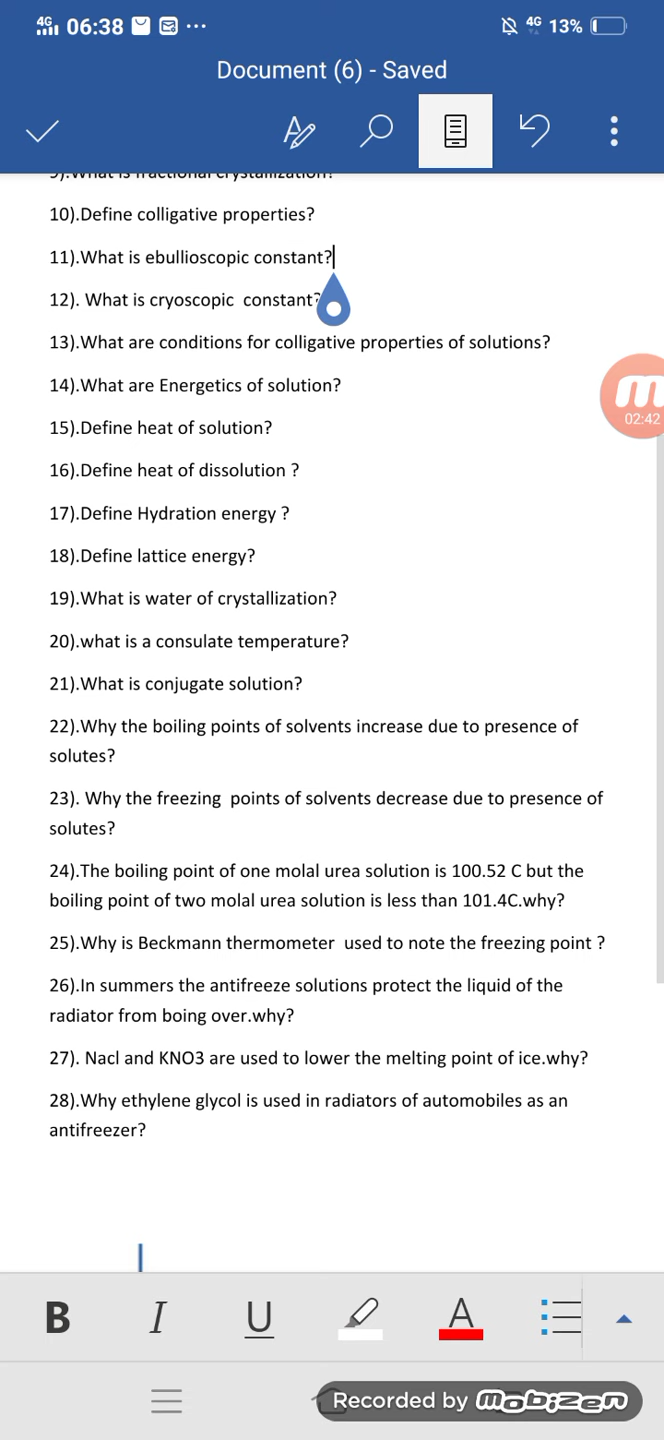 4G 06:38
4G 13%
Document (6) - Saved
9).What is fractional crystallization?
10).Define colligative properties?
11).What is ebullioscopic constant?
12). What is cryoscopic  constant?
13).What are conditions for colligative properties of solutions?
14).What are Energetics of solution?
m
02:42
15).Define heat of solution?
16).Define heat of dissolution ?
17).Define Hydration energy ?
18).Define lattice energy?
19).What is water of crystallization?
20).what is a consulate temperature?
21).What is conjugate solution?
22).Why the boiling points of solvents increase due to presence of
solutes?
23). Why the freezing  points of solvents decrease due to presence of
solutes?
24).The boiling point of one molal urea solution is 100.52 C but the
boiling point of two molal urea solution is less than 101.4C.why?
25).Why is Beckmann thermometer  used to note the freezing point ?
26).In summers the antifreeze solutions protect the liquid of the
radiator from boing over.why?
27). Nacl and KNO3 are used to lower the melting point of ice.why?
28).Why ethylene glycol is used in radiators of automobiles as an
antifreezer?
B I U A
Recorded by mobizen